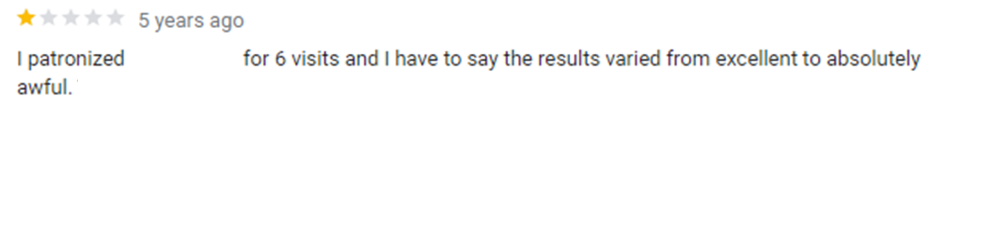 5 years ago
I patronized for 6 visits and I have to say the results varied from excellent to absolutely
awful.